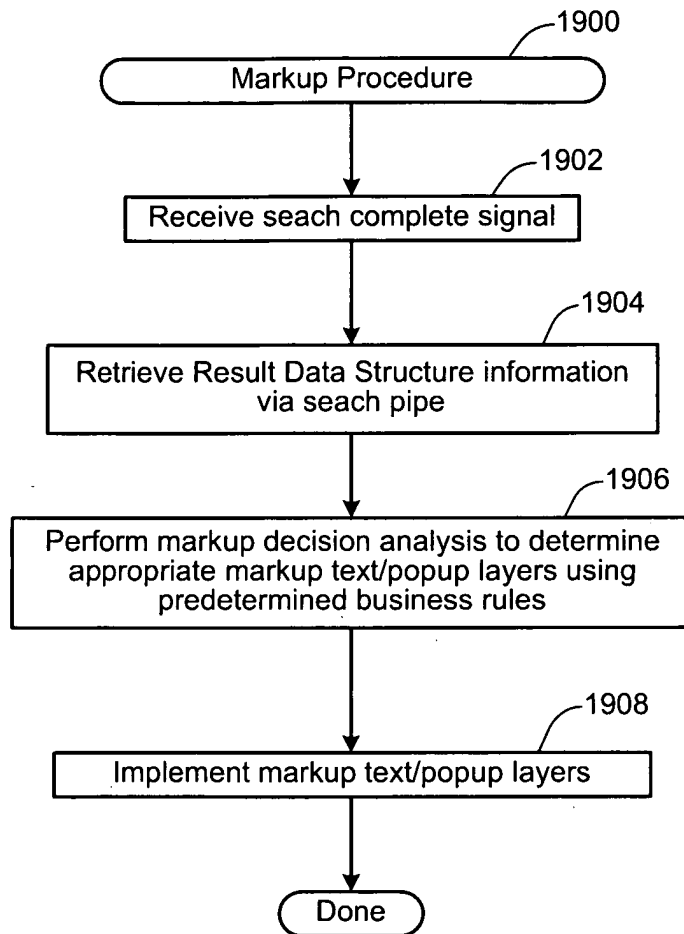 1900
Markup Procedure
1902
Receive seach complete signal
1904
Retrieve Result Data Structure information
via seach pipe
1906
Perform markup decision analysis to determine
appropriate markup text/popup layers using
predetermined business rules
1908
Implement markup text/popup layers
Done